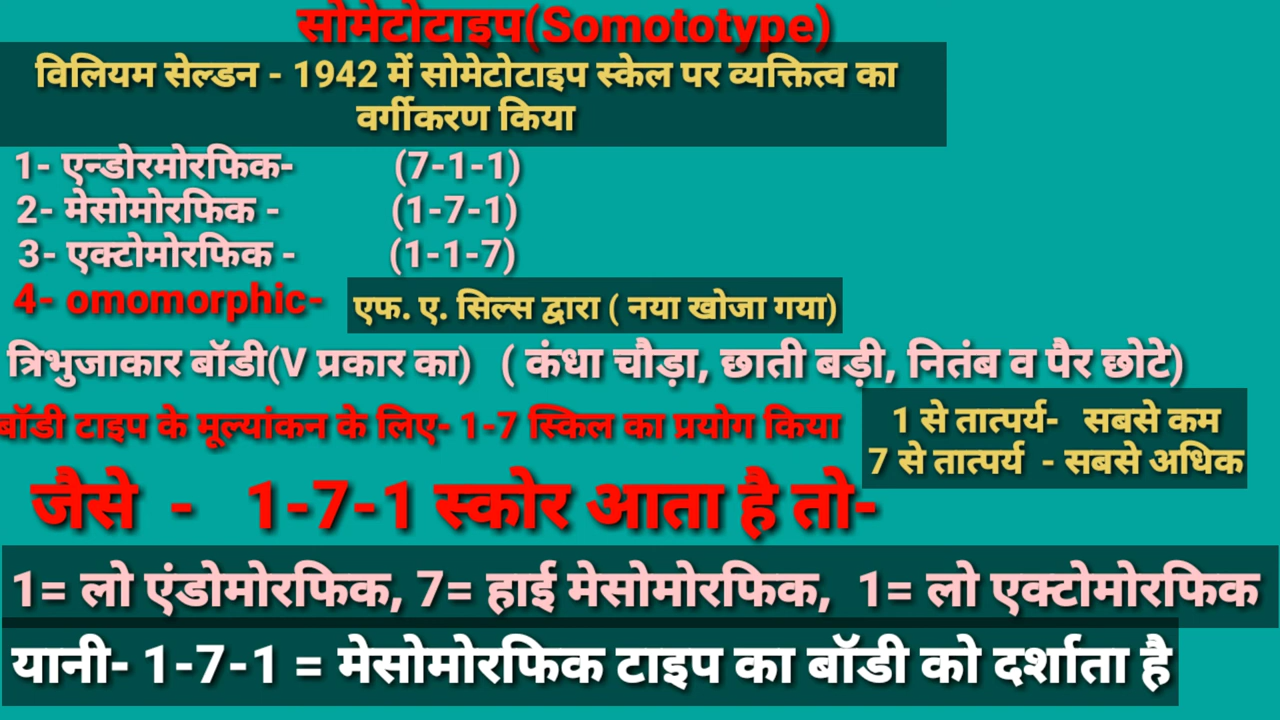 सोमेटोटाइप(Somototype)
विलियम सेल्डन - 1942 में सोमेटोटाइप स्केल पर व्यक्तित्व का
वर्गीकरण किया
1- एन्डोरमोरफिक- (7-1-1)
2- मेसोमोरफिक - (1-7-1)
3- एक्टोमोरफिक - (1-1-7)
4- omomorphic- एफ. ए. सिल्स द्वारा ( नया खोजा गया)
त्रिभुजाकार बॉडी(V प्रकार का) ( कंधा चौड़ा, छाती बड़ी, नितंब व पैर छोटे)
बॉडी टाइप के मूल्यांकन के लिए- 1-7 स्किल का प्रयोग किया
1 से तात्पर्य- सबसे कम
7 से तात्पर्य - सबसे अधिक
जैसे - 1-7-1 स्कोर आता है तो-
1= लो एंडोमोरफिक, 7= हाई मेसोमोरफिक, 1= लो एक्टोमोरफिक
यानी- 1-7-1 = मेसोमोरफिक टाइप का बॉडी को दर्शाता है